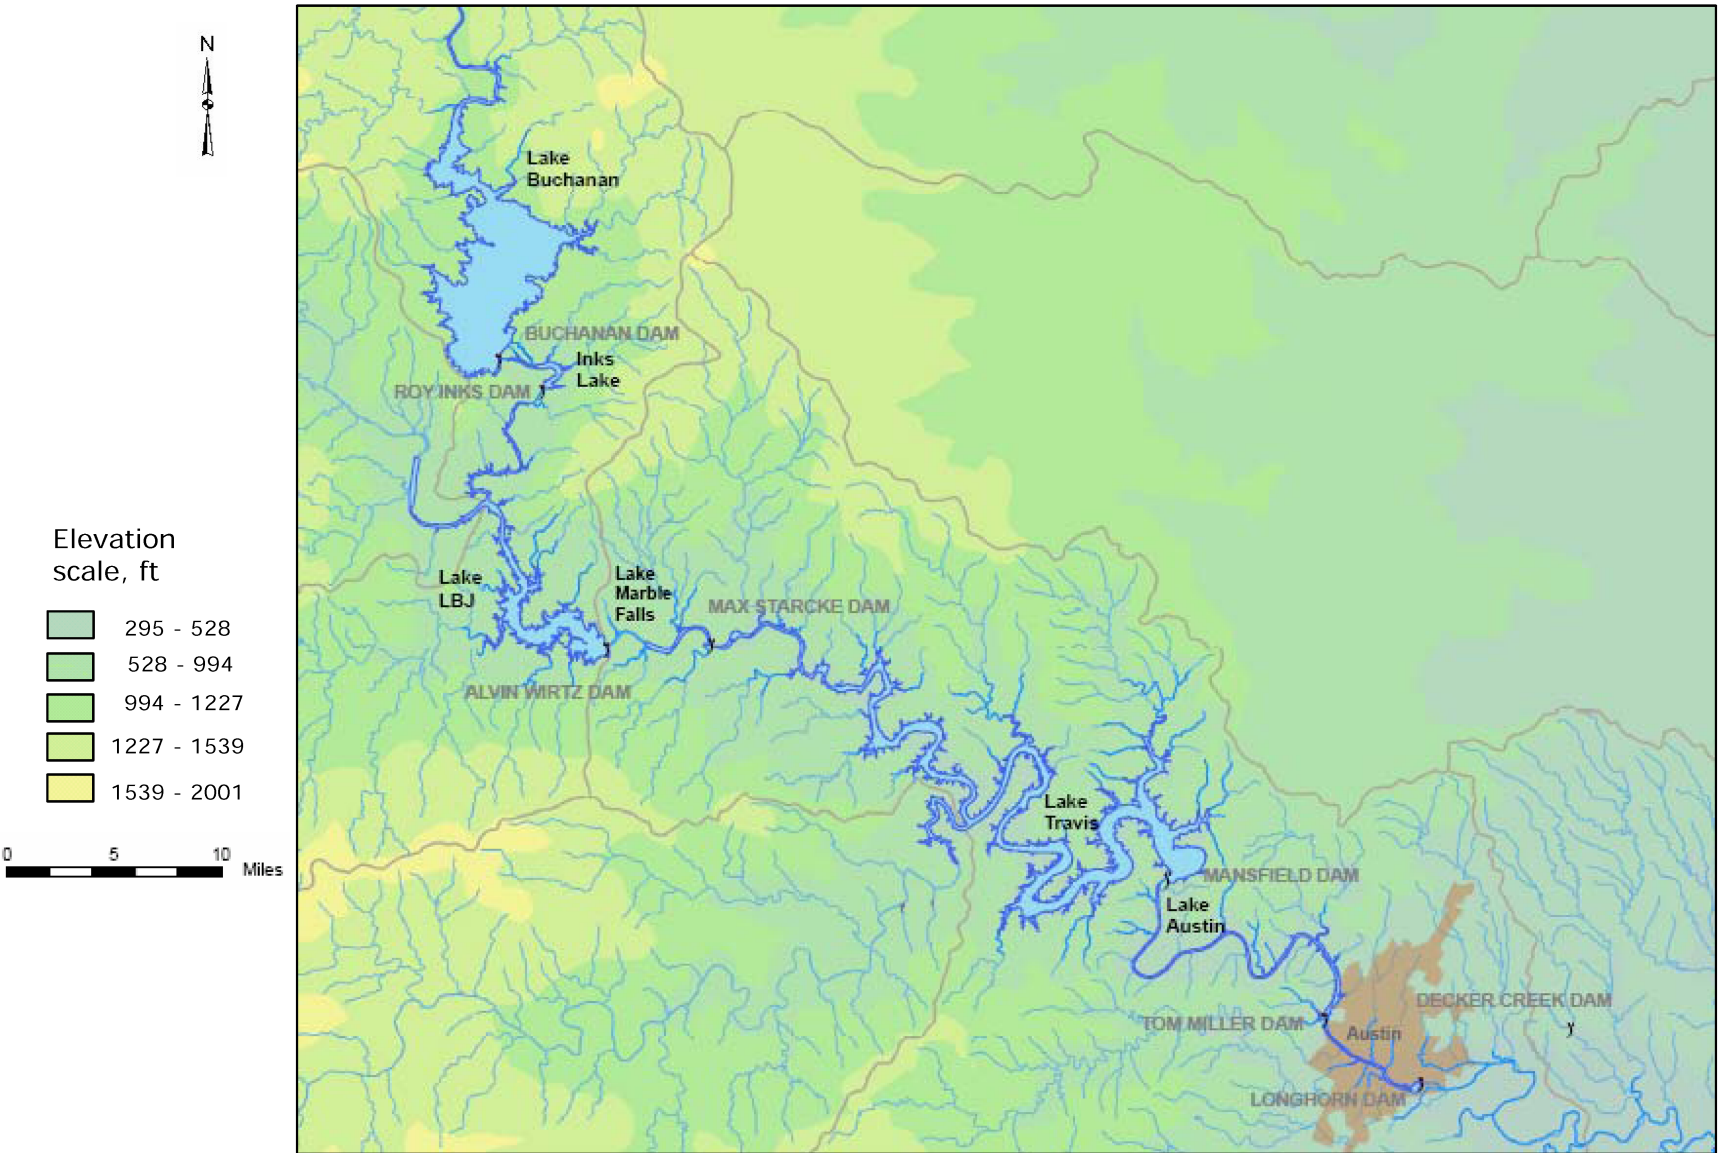 N
Lake
Buchanan
BUCHANAN DAM
Inks
Lake
ROY INKS DAM
Elevation
scale, ft
295 - 528
528 - 994
994 - 1227
1227 - 1539
1539 - 2001
0 5 10 Miles
Lake
LBJ
Lake
Marble
Falls
MAX STARCKE DAM
ALVIN WIRTZ DAM
Lake
Travis
MANSFIELD DAM
Lake
Austin
DECKER CREEK DAM
TOM MILLER DAM
Austin
LONGHORN DAM